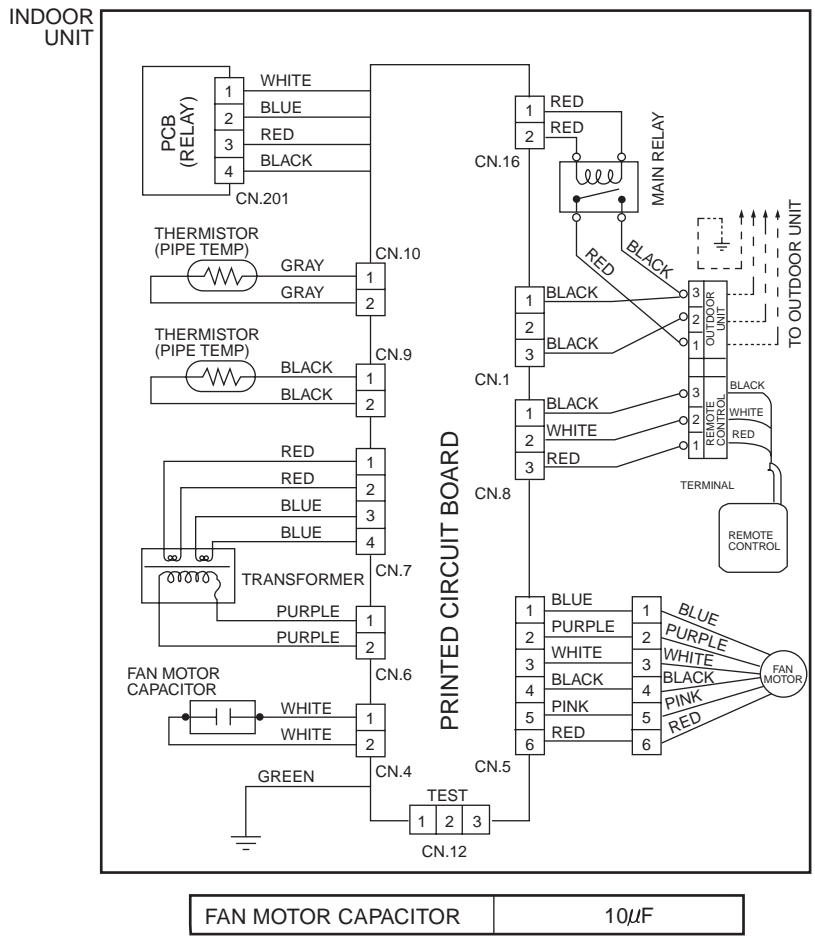 INDOOR
UNIT
PCB
(RELAY)
1 WHITE
2 BLUE
3 RED
4 BLACK
CN.201
THERMISTOR
(PIPE TEMP)
CN.10
GRAY 1
GRAY 2
THERMISTOR
(PIPE TEMP)
CN.9
BLACK 1
BLACK 2
RED 1
RED 2
BLUE 3
BLUE 4
CN.7
TRANSFORMER
PURPLE 1
PURPLE 2
CN.6
FAN MOTOR
CAPACITOR
WHITE 1
WHITE 2
CN.4
GREEN
PRINTED CIRCUIT BOARD
TEST
1 2 3
CN.12
1 RED
2 RED
CN.16
MAIN RELAY
RED
BLACK
1 BLACK
2
3 BLACK
CN.1
3
2
1
OUTDOOR
UNIT
TO OUTDOOR UNIT
1 BLACK
2 WHITE
3 RED
CN.8
3
2
1
REMOTE
CONTROL
BLACK
WHITE
RED
TERMINAL
REMOTE
CONTROL
1 BLUE 1 BLUE
2 PURPLE 2 PURPLE
3 WHITE 3 WHITE
4 BLACK 4 BLACK
5 PINK 5 PINK
6 RED 6 RED
CN.5
FAN
MOTOR
FAN MOTOR CAPACITOR 10μF